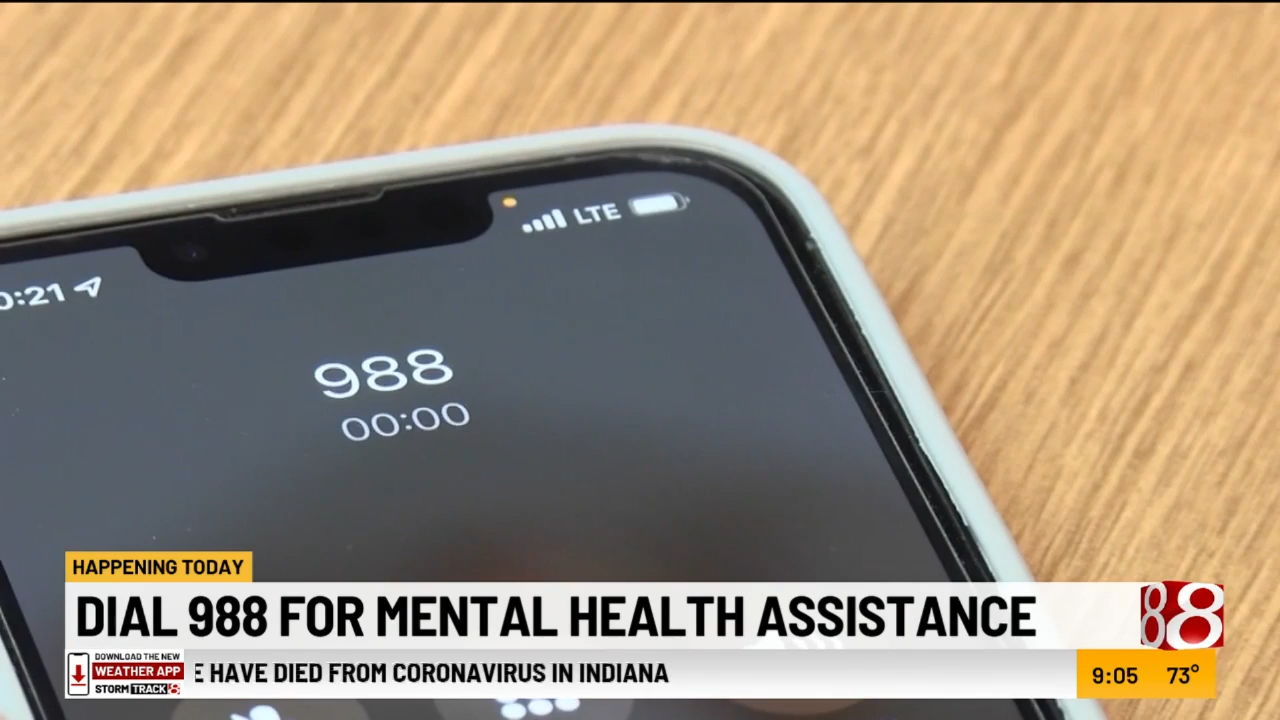 LTE
0:21
988
00:00
HAPPENING TODAY
DIAL 988 FOR MENTAL HEALTH ASSISTANCE
88
DOWNLOAD THE NEW
WEATHER APP
STORM TRACK 8
E HAVE DIED FROM CORONAVIRUS IN INDIANA
9:05 73°